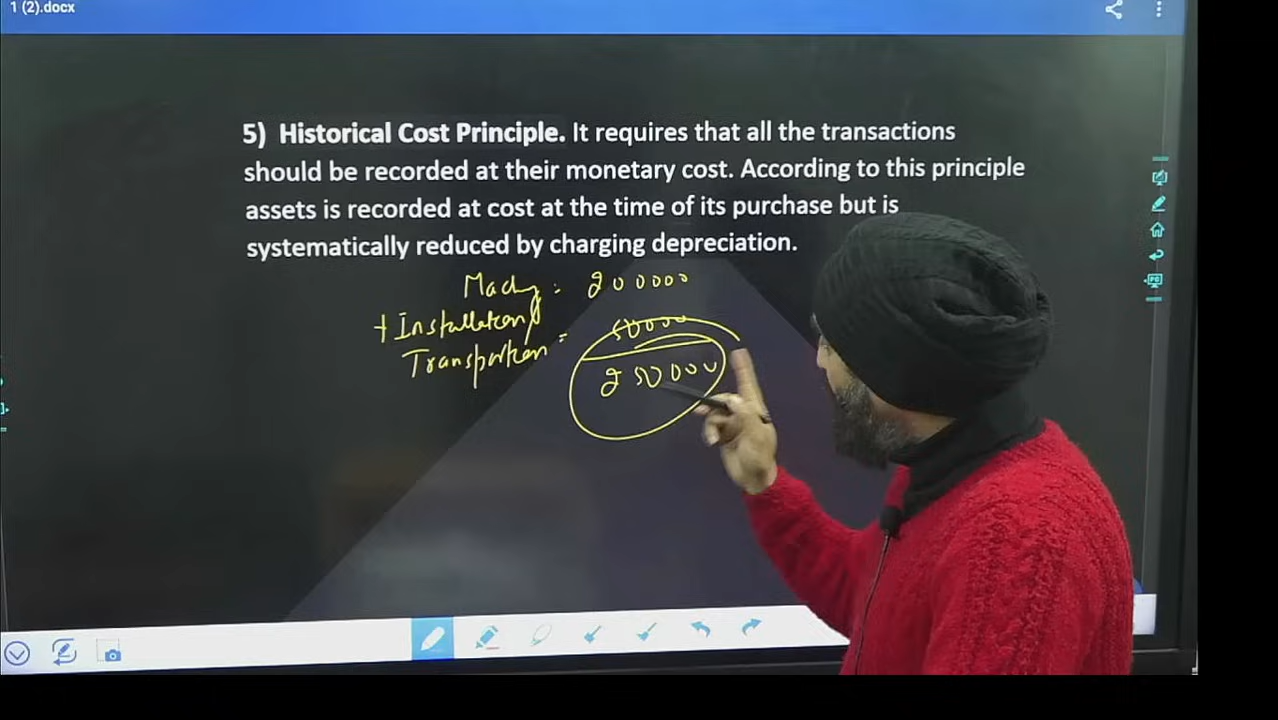 1 (2).docx
5) Historical Cost Principle. It requires that all the transactions
should be recorded at their monetary cost. According to this principle
assets is recorded at cost at the time of its purchase but is
systematically reduced by charging depreciation.
: 200000
+ Installation
= 50000
250000